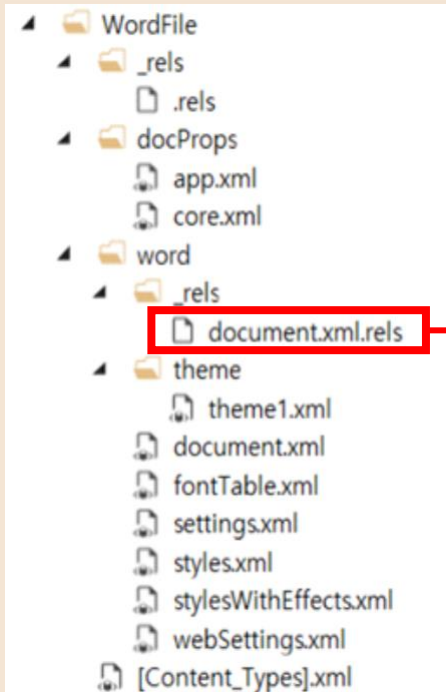 WordFile
_rels
.rels
docProps
app.xml
core.xml
word
_rels
document.xml.rels
theme
theme1.xml
document.xml
fontTable.xml
settings.xml
styles.xml
stylesWithEffects.xml
webSettings.xml
[Content_Types].xml